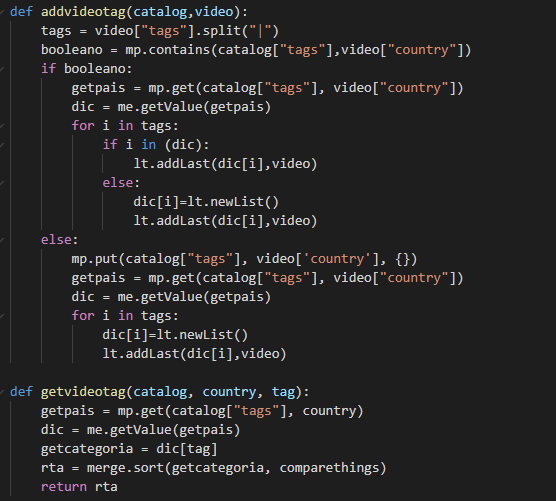 def addvideotag(catalog,video):
    tags = video["tags"].split("|")
    booleano = mp.contains(catalog["tags"],video["country"])
    if booleano:
        getpais = mp.get(catalog["tags"], video["country"])
        dic = me.getValue(getpais)
        for i in tags:
            if i in (dic):
                lt.addLast(dic[i],video)
            else:
                dic[i]=lt.newList()
                lt.addLast(dic[i],video)
    else:
        mp.put(catalog["tags"], video['country'], {})
        getpais = mp.get(catalog["tags"], video["country"])
        dic = me.getValue(getpais)
        for i in tags:
            dic[i]=lt.newList()
            lt.addLast(dic[i],video)
def getvideotag(catalog, country, tag):
    getpais = mp.get(catalog["tags"], country)
    dic = me.getValue(getpais)
    getcategoria = dic[tag]
    rta = merge.sort(getcategoria, comparethings)
    return rta